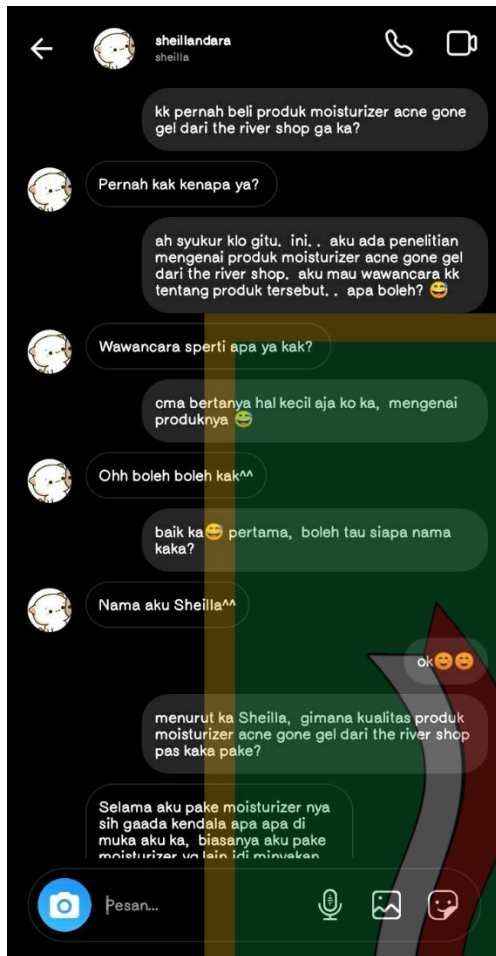 sheillandara
sheilla
kk pernah beli produk moisturizer acne gone
gel dari the river shop ga ka?
Pernah kak kenapa ya?
ah syukur klo gitu. ini. . aku ada penelitian
mengenai produk moisturizer acne gone gel
dari the river shop. aku mau wawancara kk
tentang produk tersebut. . apa boleh? 😅
Wawancara sperti apa ya kak?
cma bertanya hal kecil aja ko ka, mengenai
produknya 😅
Ohh boleh boleh kak^^
baik ka😅 pertama, boleh tau siapa nama
kaka?
Nama aku Sheilla^^
ok😊😊
menurut ka Sheilla, gimana kualitas produk
moisturizer acne gone gel dari the river shop
pas kaka pake?
Selama aku pake moisturizer nya
sih gaada kendala apa apa di
muka aku ka, biasanya aku pake
moisturizer yg lain jdi minyakan
Pesan...